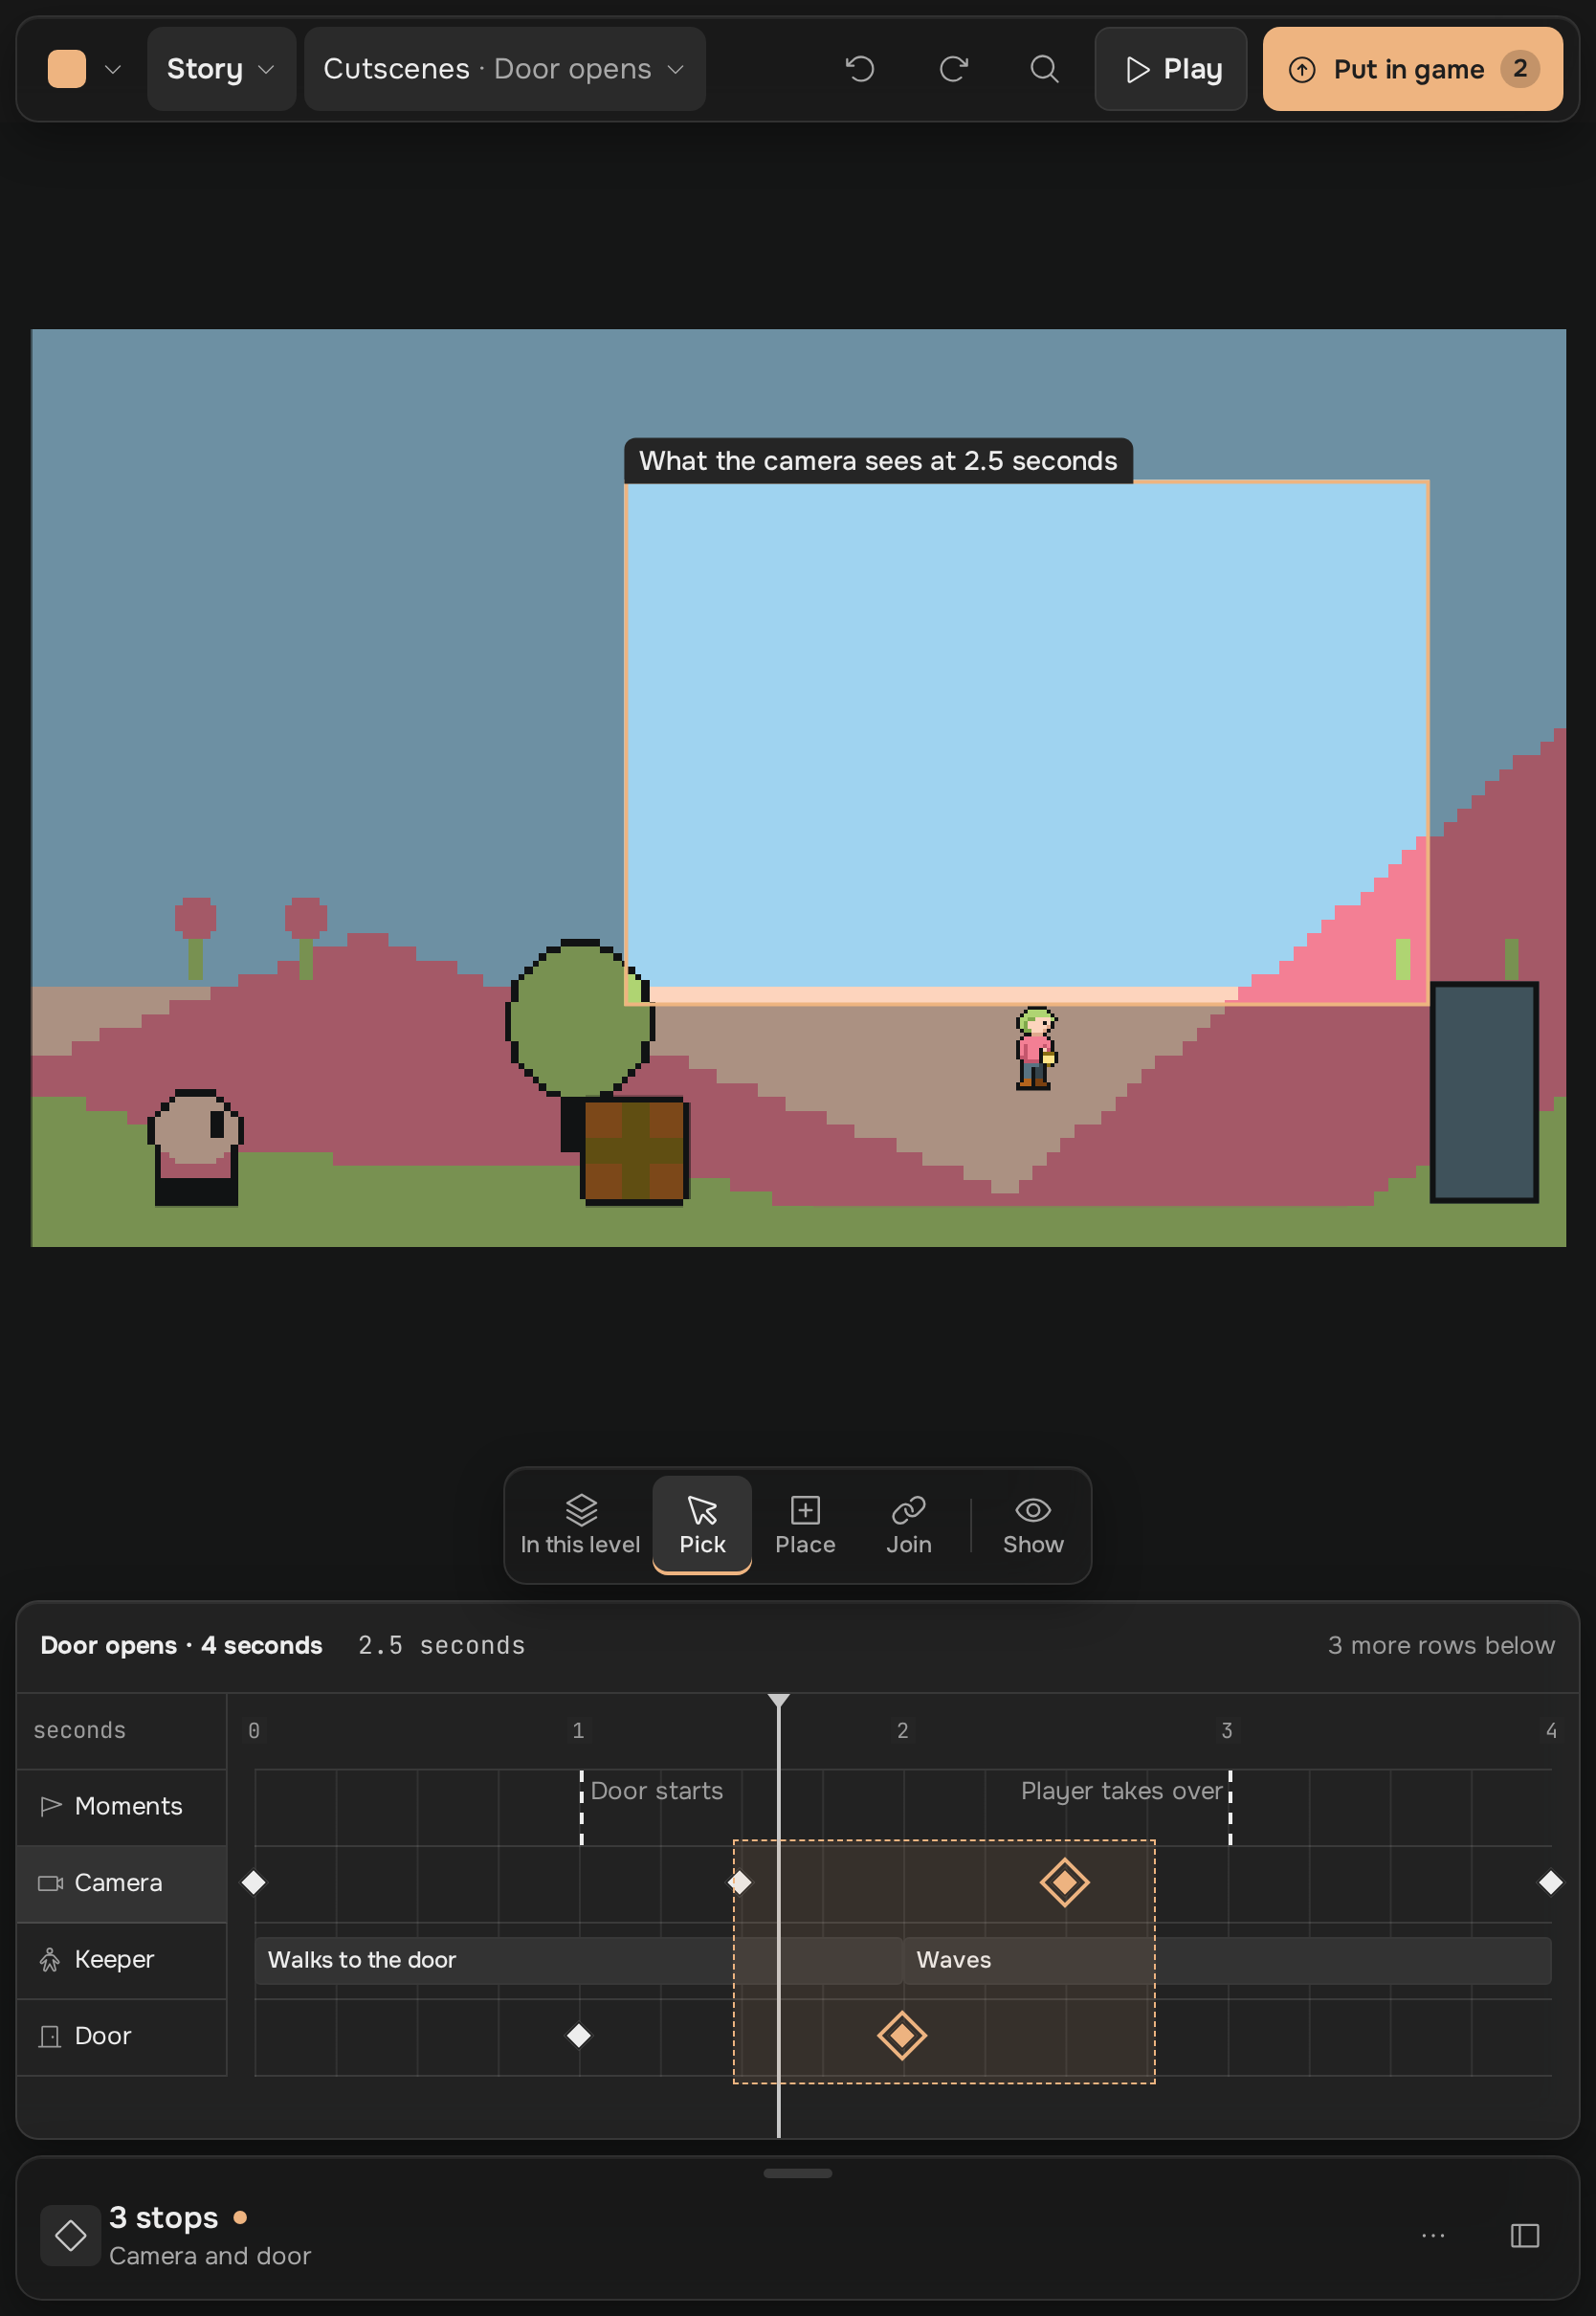 Story
Cutscenes · Door opens
Play
Put in game 2
What the camera sees at 2.5 seconds
In this level
Pick
Place
Join
Show
Door opens · 4 seconds 2.5 seconds
3 more rows below
seconds 0 1 2 3 4
Moments Door starts Player takes over
Camera
Keeper Walks to the door Waves
Door
3 stops
Camera and door